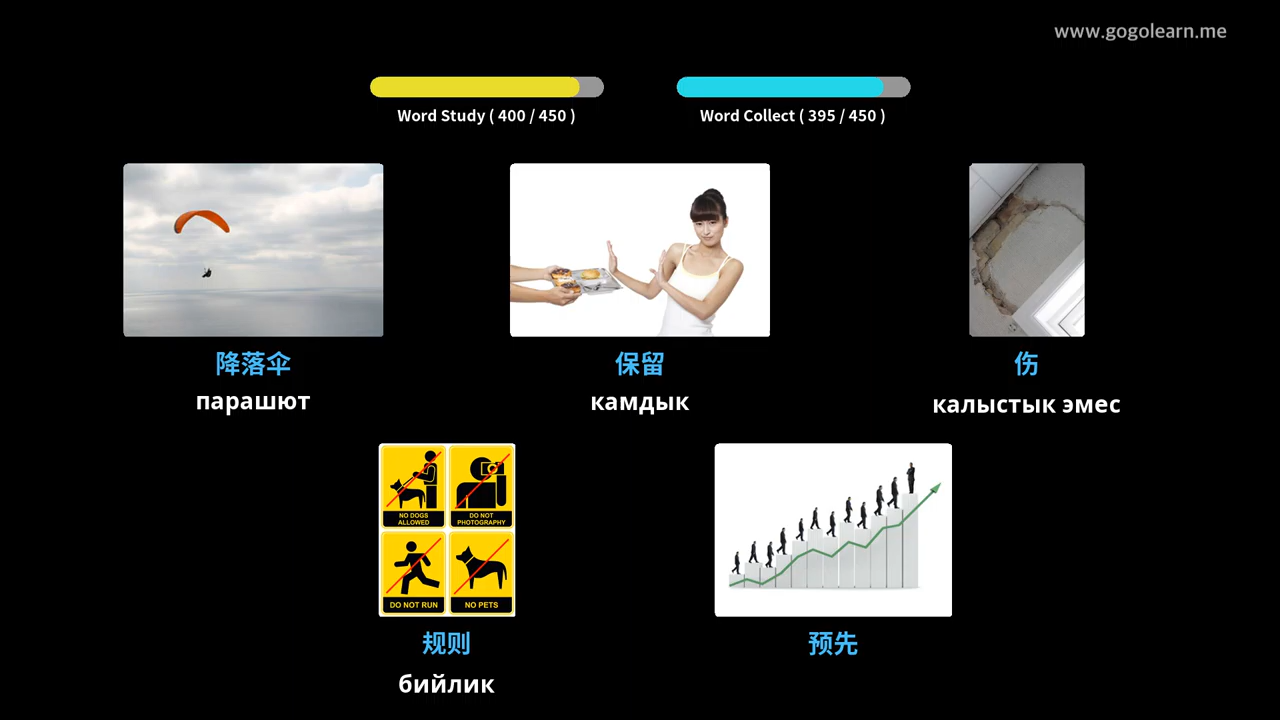 www.gogolearn.me
Word Study ( 400 / 450 )
Word Collect ( 395 / 450 )
降落伞
парашют
保留
камдык
伤
калыстык эмес
NO DOGS
ALLOWED
DO NOT
PHOTOGRAPHY
DO NOT RUN
NO PETS
规则
бийлик
预先